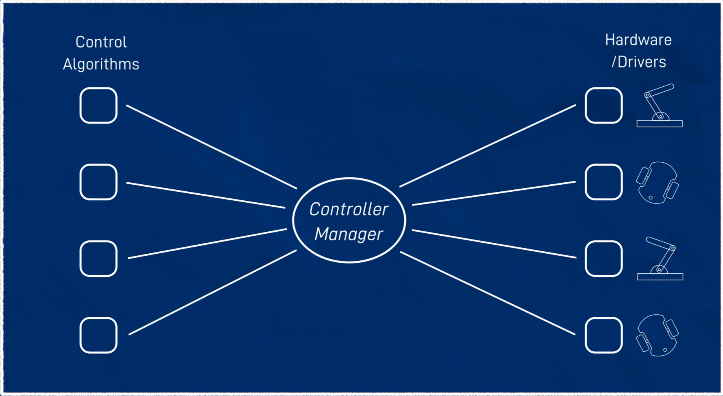 Control
Algorithms
Hardware
/Drivers
Controller
Manager